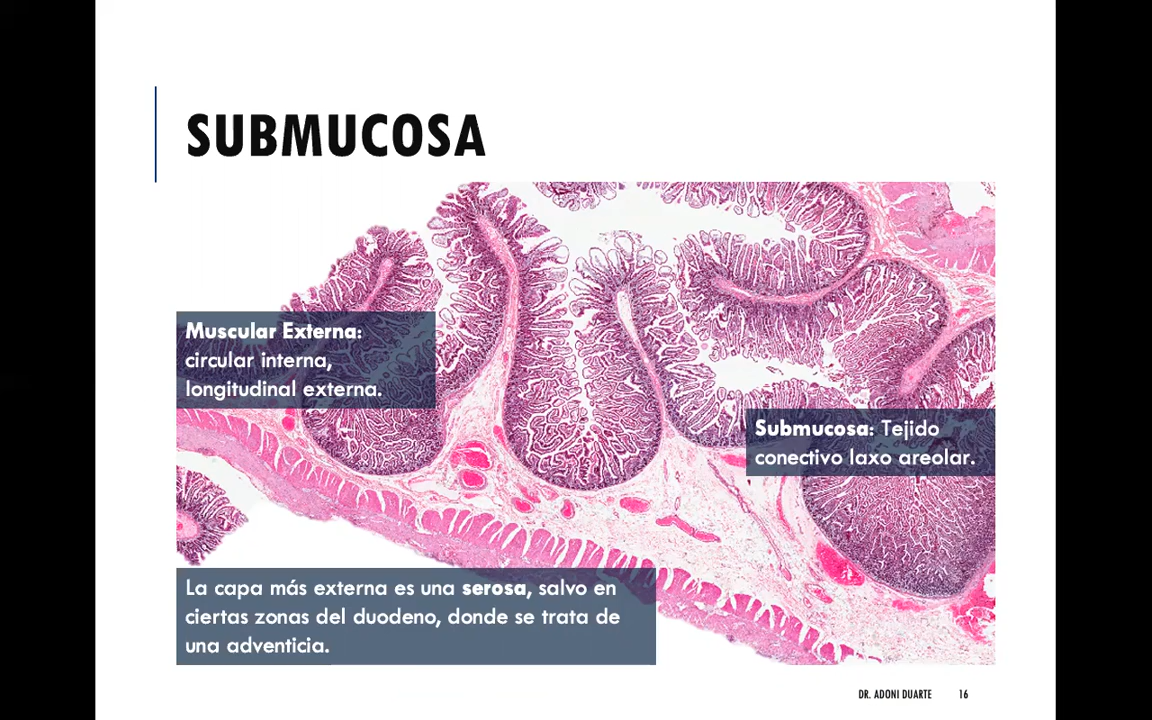 SUBMUCOSA
Muscular Externa:
circular interna,
longitudinal externa.
Submucosa: Tejido
conectivo laxo areolar.
La capa más externa es una serosa, salvo en
ciertas zonas del duodeno, donde se trata de
una adventicia.
DR. ADONI DUARTE 16